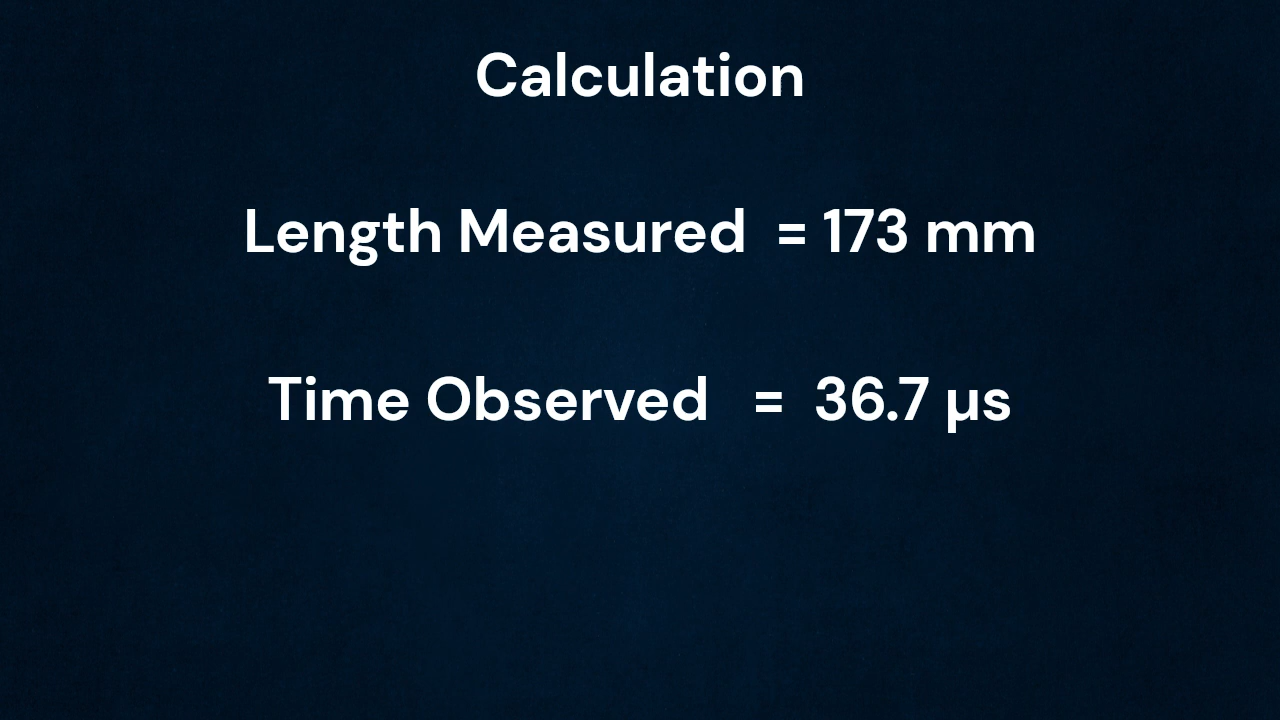 Calculation
Length Measured = 173 mm
Time Observed = 36.7 µs